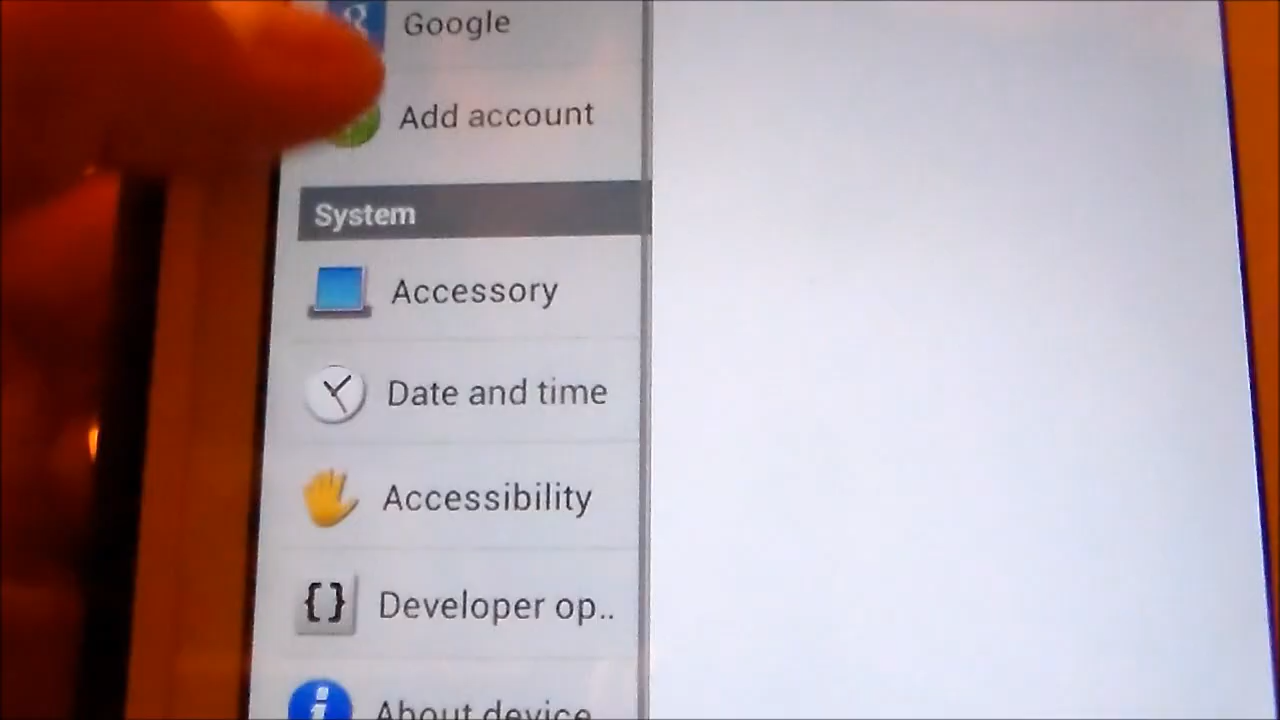 Google
Add account
System
Accessory
Date and time
Accessibility
Developer op..
About device